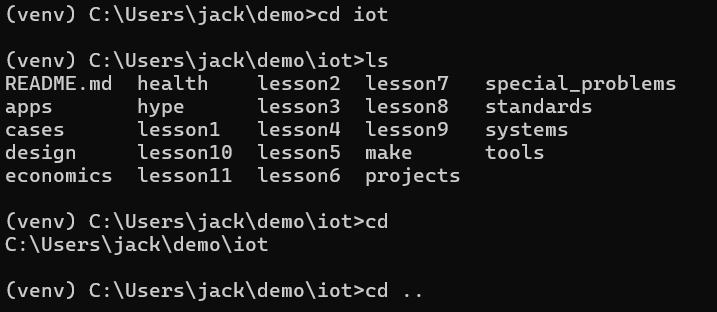 (venv) C:\Users\jack\demo>cd iot
(venv) C:\Users\jack\demo\iot>ls
README.md  health    lesson2  lesson7   special_problems
apps       hype      lesson3  lesson8   standards
cases      lesson1   lesson4  lesson9   systems
design     lesson10  lesson5  make      tools
economics  lesson11  lesson6  projects
(venv) C:\Users\jack\demo\iot>cd
C:\Users\jack\demo\iot
(venv) C:\Users\jack\demo\iot>cd ..